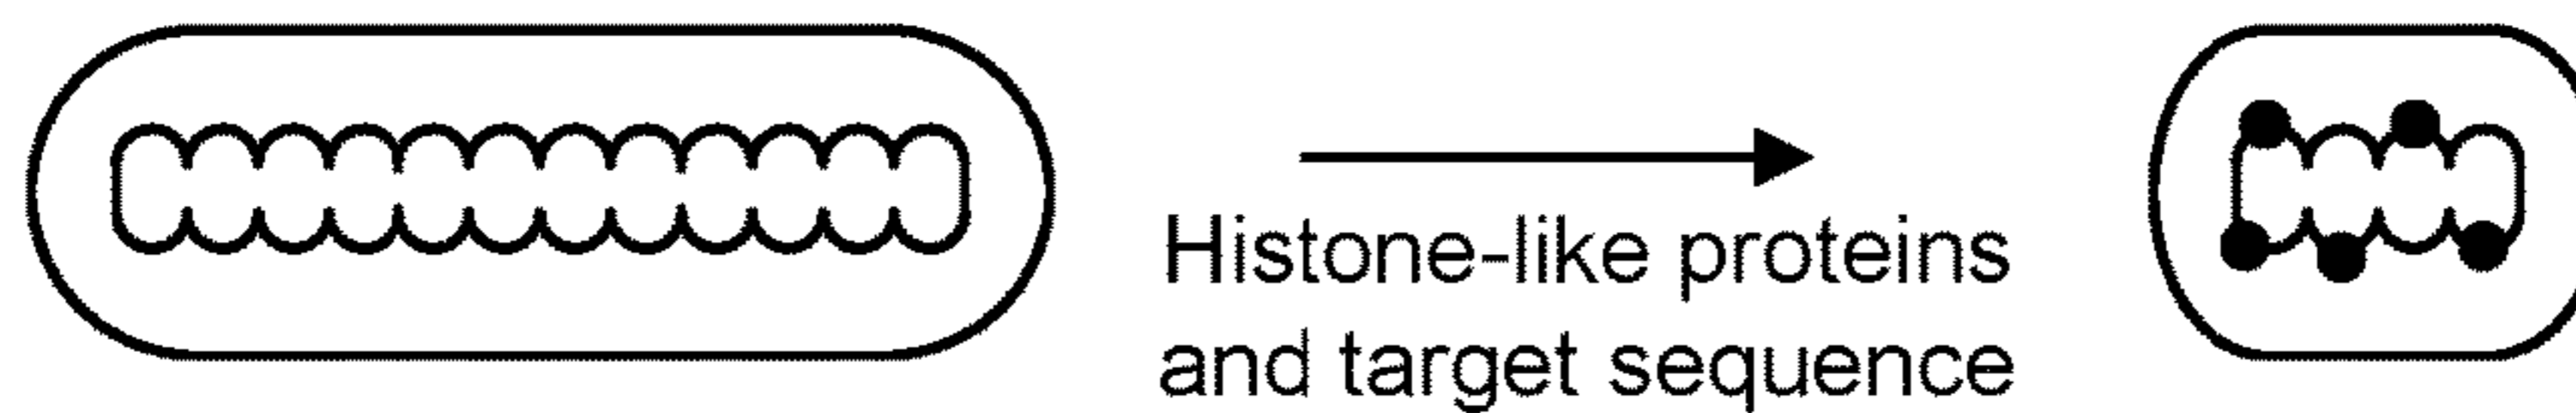 Histone-like proteins
and target sequence